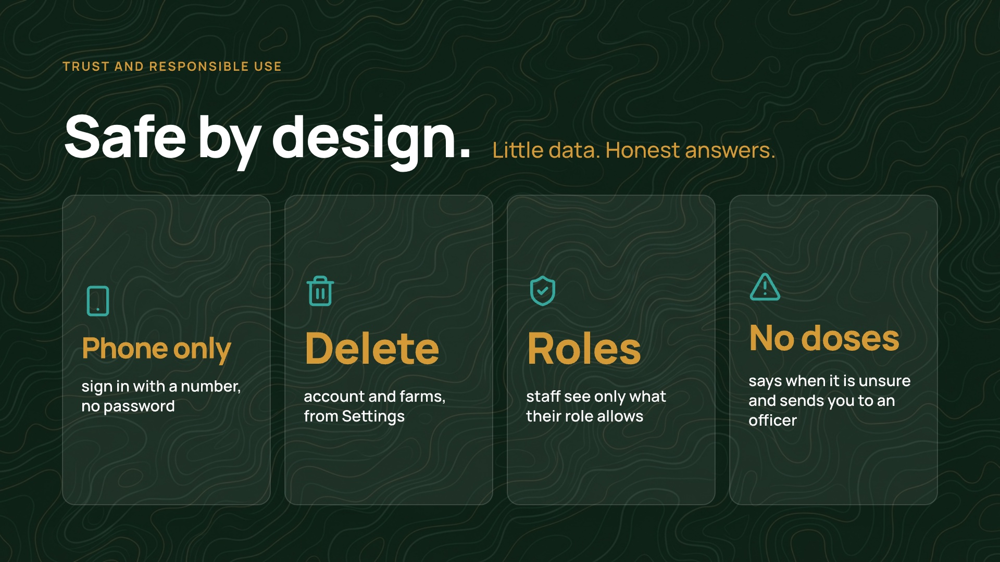 TRUST AND RESPONSIBLE USE
Safe by design. Little data. Honest answers.
Phone only
sign in with a number,
no password
Delete
account and farms,
from Settings
Roles
staff see only what
their role allows
No doses
says when it is unsure
and sends you to an
officer